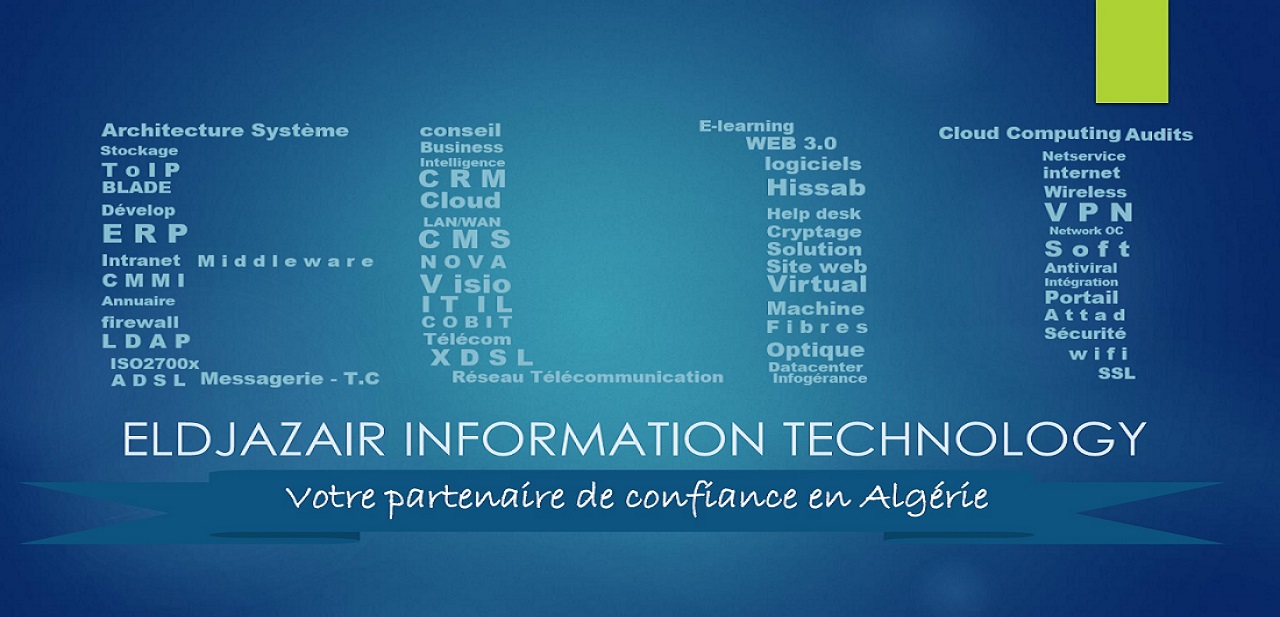 Architecture Système
Stockage
ToIP
BLADE
Dévelop
ERP
Intranet Middleware
CMMI
Annuaire
firewall
LDAP
ISO2700x
ADSL Messagerie - T.C
conseil
Business
Intelligence
CRM
Cloud
LAN/WAN
CMS
NOVA
Visio
ITIL
COBIT
Télécom
XDSL
Réseau Télécommunication
E-learning
WEB 3.0
logiciels
Hissab
Help desk
Cryptage
Solution
Site web
Virtual
Machine
Fibres
Optique
Datacenter
Infogérance
Cloud Computing Audits
Netservice
internet
Wireless
VPN
Network OC
Soft
Antiviral
Intégration
Portail
Attad
Sécurité
wifi
SSL
ELDJAZAIR INFORMATION TECHNOLOGY
Votre partenaire de confiance en Algérie